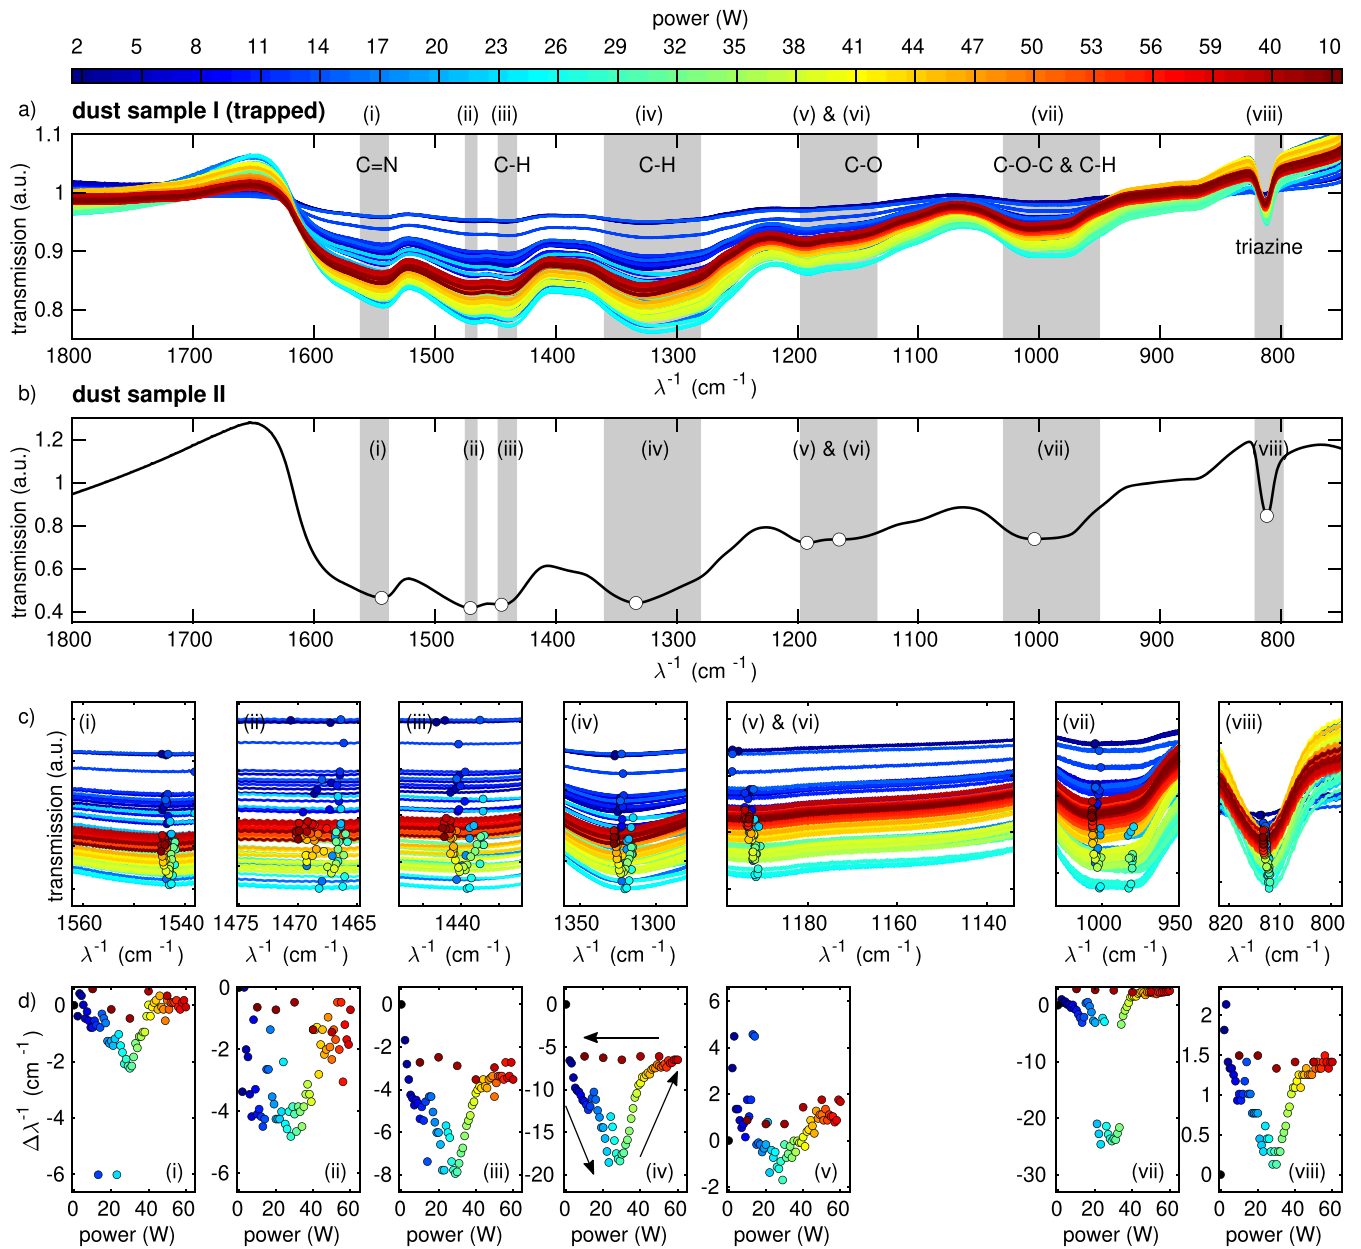 power (W)
2 5 8 11 14 17 20 22 23 26 29 32 35 38 41 44 47 50 53 56 59 40 10
a) dust sample I (trapped) (i) (ii) (iii) (iv) (v) & (vi) (vii) (viii)
C=N C-H C-H C-O C-O-C & C-H
triazine
transmission (a.u.)
1.1
1
0.9
0.8
1800 1700 1600 1500 1400 1300 1200 1100 1000 900 800
λ-1 (cm-1)
b) dust sample II
(i) (ii) (iii) (iv) (v) & (vi) (vii) (viii)
transmission (a.u.)
1.2
1
0.8
0.6
0.4
1800 1700 1600 1500 1400 1300 1200 1100 1000 900 800
λ-1 (cm-1)
c) (i) (ii) (iii) (iv) (v) & (vi) (vii) (viii)
transmission (a.u.)
1560 1540 1475 1470 1465 1440 1360 1300 1180 1160 1140 1000 950 820 810 800
λ-1 (cm-1) λ-1 (cm-1) λ-1 (cm-1) λ-1 (cm-1) λ-1 (cm-1) λ-1 (cm-1) λ-1 (cm-1)
d)
Δλ-1 (cm-1)
0 -2 -4 -6 (i)
0 -2 -4 -6 (ii)
0 -2 -4 -6 -8 (iii)
0 -5 -10 -15 -20 (iv)
6 4 2 0 -2 (v)
0 -10 -20 -30 (vii)
2 1.5 1 0.5 0 (viii)
0 20 40 60 0 20 40 60 0 20 40 60 0 20 40 60 0 20 40 60 0 20 40 60 0 20 40 60
power (W) power (W) power (W) power (W) power (W) power (W) power (W)